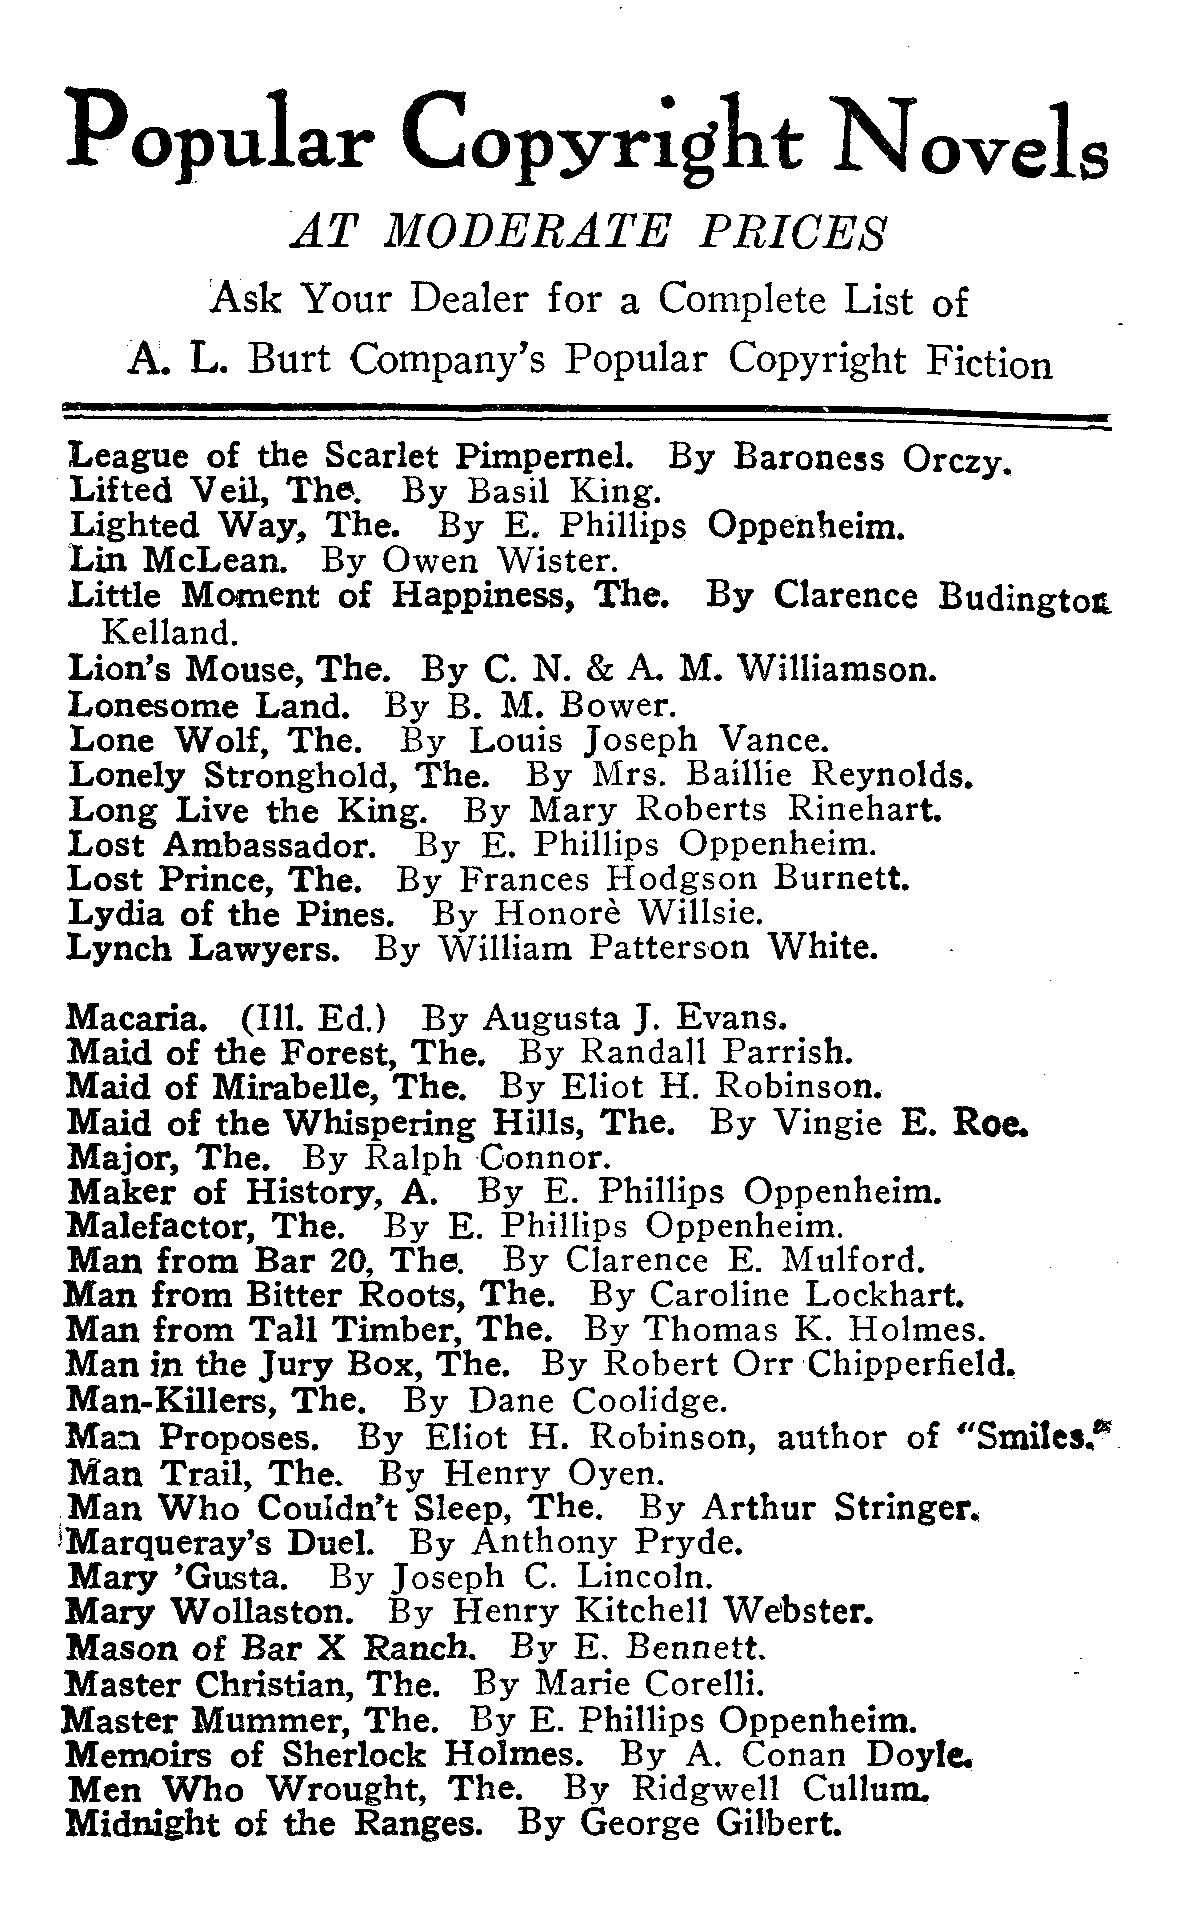 Popular Copyright Novels
AT MODERATE PRICES
Ask Your Dealer for a Complete List of
A. L. Burt Company's Popular Copyright Fiction
League of the Scarlet Pimpernel. By Baroness Orczy.
Lifted Veil, The. By Basil King.
Lighted Way, The. By E. Phillips Oppenheim.
Lin McLean. By Owen Wister.
Little Moment of Happiness, The. By Clarence Budington
Kelland.
Lion's Mouse, The. By C. N. & A. M. Williamson.
Lonesome Land. By B. M. Bower.
Lone Wolf, The. By Louis Joseph Vance.
Lonely Stronghold, The. By Mrs. Baillie Reynolds.
Long Live the King. By Mary Roberts Rinehart.
Lost Ambassador. By E. Phillips Oppenheim.
Lost Prince, The. By Frances Hodgson Burnett.
Lydia of the Pines. By Honorè Willsie.
Lynch Lawyers. By William Patterson White.
Macaria. (Ill. Ed.) By Augusta J. Evans.
Maid of the Forest, The. By Randall Parrish.
Maid of Mirabelle, The. By Eliot H. Robinson.
Maid of the Whispering Hills, The. By Vingie E. Roe.
Major, The. By Ralph Connor.
Maker of History, A. By E. Phillips Oppenheim.
Malefactor, The. By E. Phillips Oppenheim.
Man from Bar 20, The. By Clarence E. Mulford.
Man from Bitter Roots, The. By Caroline Lockhart.
Man from Tall Timber, The. By Thomas K. Holmes.
Man in the Jury Box, The. By Robert Orr Chipperfield.
Man-Killers, The. By Dane Coolidge.
Man Proposes. By Eliot H. Robinson, author of "Smiles."
Man Trail, The. By Henry Oyen.
Man Who Couldn't Sleep, The. By Arthur Stringer.
Marqueray's Duel. By Anthony Pryde.
Mary 'Gusta. By Joseph C. Lincoln.
Mary Wollaston. By Henry Kitchell Webster.
Mason of Bar X Ranch. By E. Bennett.
Master Christian, The. By Marie Corelli.
Master Mummer, The. By E. Phillips Oppenheim.
Memoirs of Sherlock Holmes. By A. Conan Doyle.
Men Who Wrought, The. By Ridgwell Cullum.
Midnight of the Ranges. By George Gilbert.